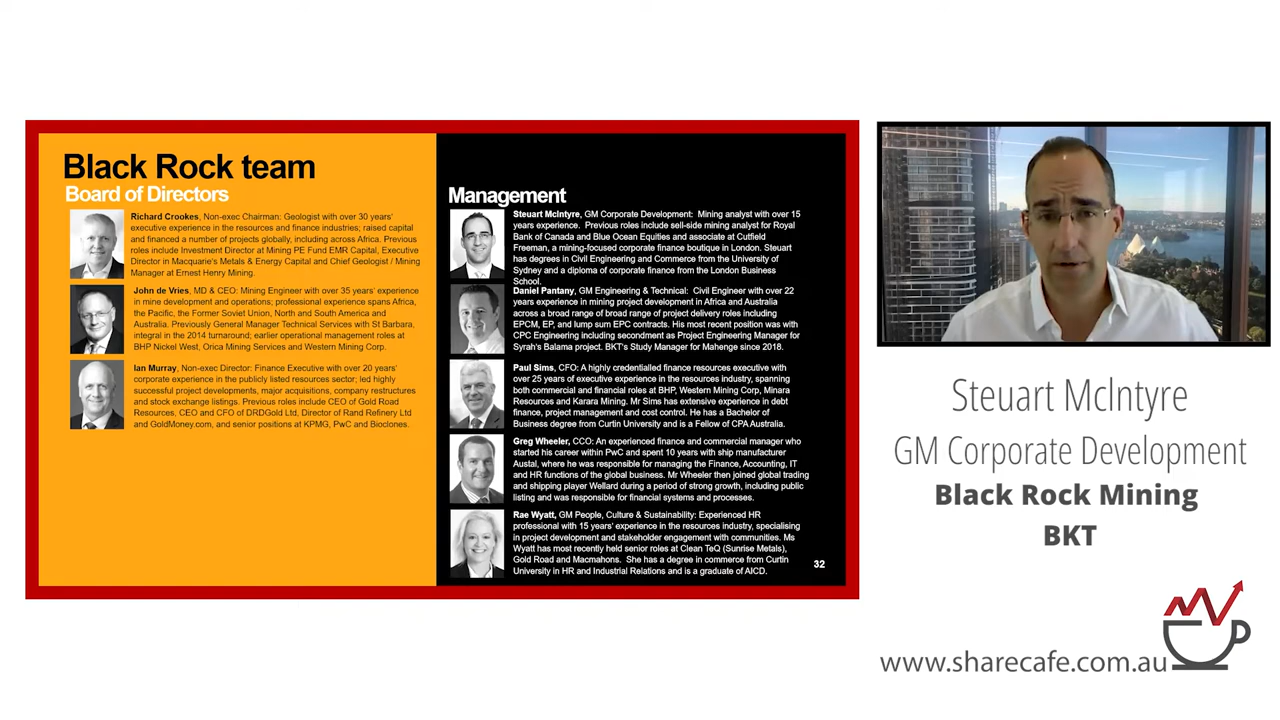 Black Rock team
Board of Directors
Richard Crookes, Non-exec Chairman: Geologist with over 30 years'
executive experience in the resources and finance industries; raised capital
and financed a number of projects globally, including across Africa. Previous
roles include Investment Director at Mining PE Fund EMR Capital, Executive
Director in Macquarie's Metals & Energy Capital and Chief Geologist / Mining
Manager at Ernest Henry Mining.
John de Vries, MD & CEO: Mining Engineer with over 35 years' experience
in mine development and operations; professional experience spans Africa,
the Pacific, the Former Soviet Union, North and South America and
Australia. Previously General Manager Technical Services with St Barbara,
integral in the 2014 turnaround; earlier operational management roles at
BHP Nickel West, Orica Mining Services and Western Mining Corp.
Ian Murray, Non-exec Director: Finance Executive with over 20 years'
corporate experience in the publicly listed resources sector; led highly
successful project developments, major acquisitions, company restructures
and stock exchange listings. Previous roles include CEO of Gold Road
Resources, CEO and CFO of DRDGold Ltd, Director of Rand Refinery Ltd
and GoldMoney.com, and senior positions at KPMG, PwC and Bioclones.
Management
Steuart McIntyre, GM Corporate Development: Mining analyst with over 15
years experience. Previous roles include sell-side mining analyst for Royal
Bank of Canada and Blue Ocean Equities and associate at Cutfield
Freeman, a mining-focused corporate finance boutique in London. Steuart
has degrees in Civil Engineering and Commerce from the University of
Sydney and a diploma of corporate finance from the London Business
School.
Daniel Pantany, GM Engineering & Technical: Civil Engineer with over 22
years experience in mining project development in Africa and Australia
across a broad range of broad range of project delivery roles including
EPCM, EP, and lump sum EPC contracts. His most recent position was with
CPC Engineering including secondment as Project Engineering Manager for
Syrah's Balama project. BKT's Study Manager for Mahenge since 2018.
Paul Sims, CFO: A highly credentialled finance resources executive with
over 25 years of executive experience in the resources industry, spanning
both commercial and financial roles at BHP, Western Mining Corp, Minara
Resources and Karara Mining. Mr Sims has extensive experience in debt
finance, project management and cost control. He has a Bachelor of
Business degree from Curtin University and is a Fellow of CPA Australia.
Greg Wheeler, CCO: An experienced finance and commercial manager who
started his career within PwC and spent 10 years with ship manufacturer
Austal, where he was responsible for managing the Finance, Accounting, IT
and HR functions of the global business. Mr Wheeler then joined global trading
and shipping player Wellard during a period of strong growth, including public
listing and was responsible for financial systems and processes.
Rae Wyatt, GM People, Culture & Sustainability: Experienced HR
professional with 15 years' experience in the resources industry, specialising
in project development and stakeholder engagement with communities. Ms
Wyatt has most recently held senior roles at Clean TeQ (Sunrise Metals),
Gold Road and Macmahons. She has a degree in commerce from Curtin
University in HR and Industrial Relations and is a graduate of AICD.
32
Steuart McIntyre
GM Corporate Development
Black Rock Mining
BKT
www.sharecafe.com.au